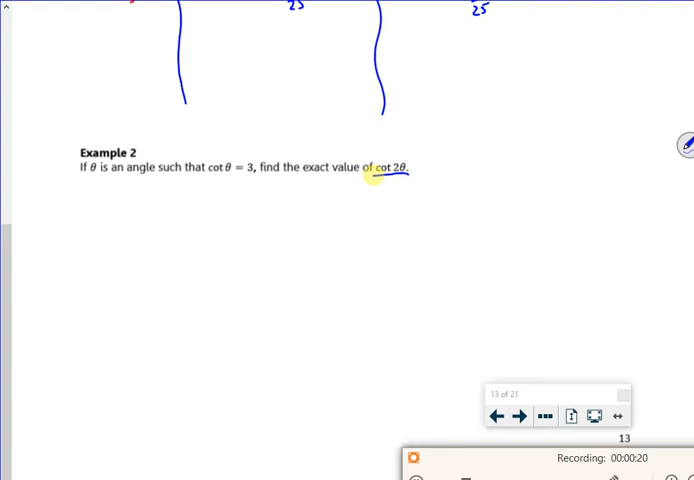 25
25
Example 2
If θ is an angle such that cot θ = 3, find the exact value of cot 2θ.
13 of 21
13
Recording: 00:00:20